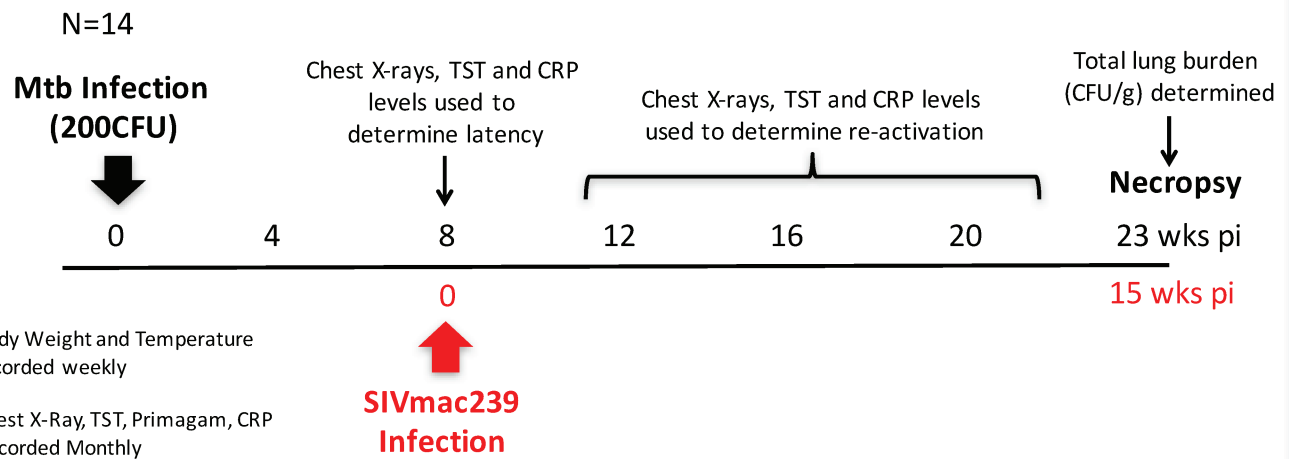 N=14
Mtb Infection
(200CFU)
Chest X-rays, TST and CRP
levels used to
determine latency
Chest X-rays, TST and CRP levels
used to determine re-activation
Total lung burden
(CFU/g) determined
Necropsy
0 4 8 12 16 20 23 wks pi
0 15 wks pi
dy Weight and Temperature
corded weekly
est X-Ray, TST, Primagam, CRP
corded Monthly
SIVmac239
Infection